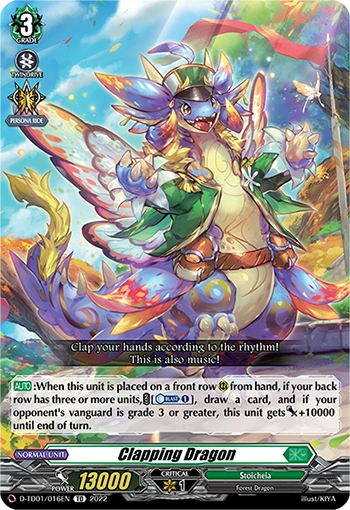 3
GRADE
TWINDRIVE
PERSONA RIDE
Clap your hands according to the rhythm!
This is also music!
AUTO:When this unit is placed on a front row from hand, if your back
row has three or more units, [C BLAST 1], draw a card, and if your
opponent's vanguard is grade 3 or greater, this unit gets +10000
until end of turn.
NORMAL UNIT
Clapping Dragon
POWER 13000
CRITICAL
1
Stoicheia
Forest Dragon
D-TD01/016EN TD 2022
illust/KIYA